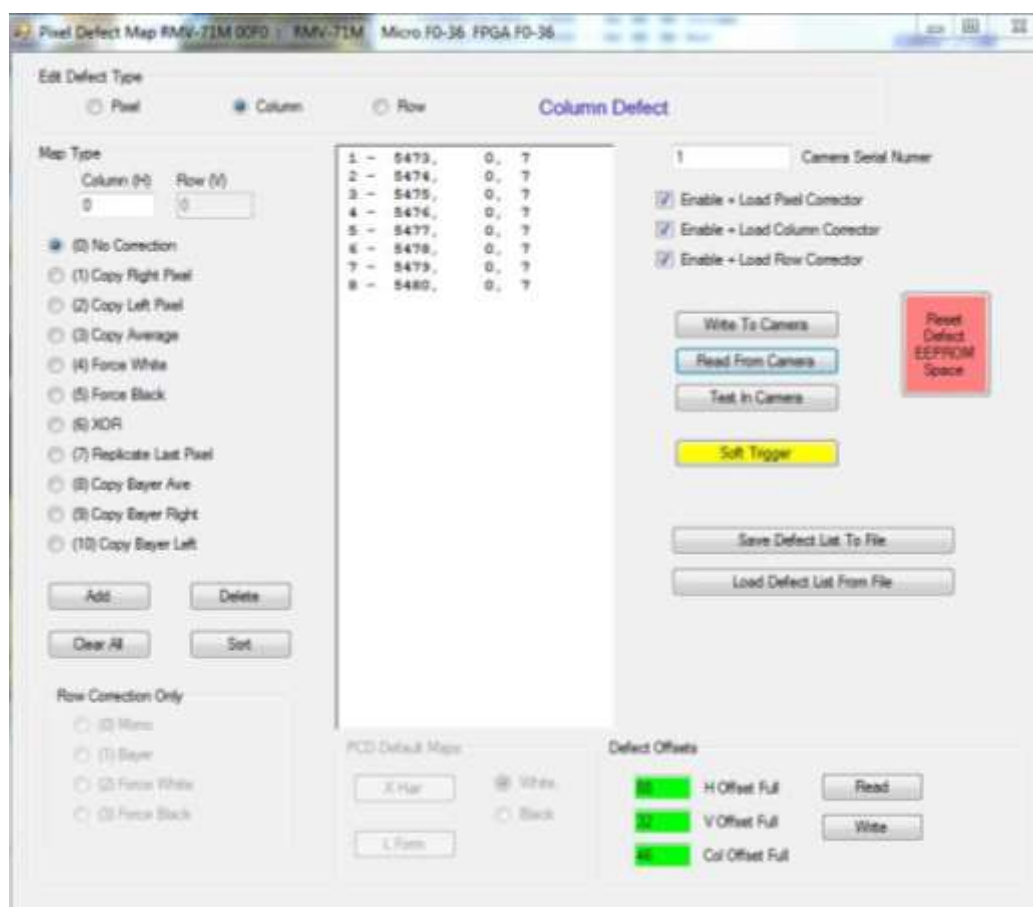 Pixel Defect Map RMV-71M 00F0 : RMV-71M Micro F0-36 FPGA F0-36
Edit Defect Type
Pixel Column Row Column Defect
Map Type
Column (H) Row (V)
0 0
(0) No Correction
(1) Copy Right Pixel
(2) Copy Left Pixel
(3) Copy Average
(4) Force White
(5) Force Black
(6) XOR
(7) Replicate Last Pixel
(8) Copy Bayer Ave
(9) Copy Bayer Right
(10) Copy Bayer Left
Add Delete
Clear All Sort
Row Correction Only
(0) Mono
(1) Bayer
(2) Force White
(3) Force Black
1 - 5473, 0, 7
2 - 5474, 0, 7
3 - 5475, 0, 7
4 - 5476, 0, 7
5 - 5477, 0, 7
6 - 5478, 0, 7
7 - 5479, 0, 7
8 - 5480, 0, 7
PCD Default Maps
X Hair White
Black
L Form
1 Camera Serial Numer
Enable + Load Pixel Corrector
Enable + Load Column Corrector
Enable + Load Row Corrector
Write To Camera
Read From Camera
Test In Camera
Reset
Defect
EEPROM
Space
Soft Trigger
Save Defect List To File
Load Defect List From File
Defect Offsets
H Offset Full Read
32 V Offset Full Write
46 Col Offset Full